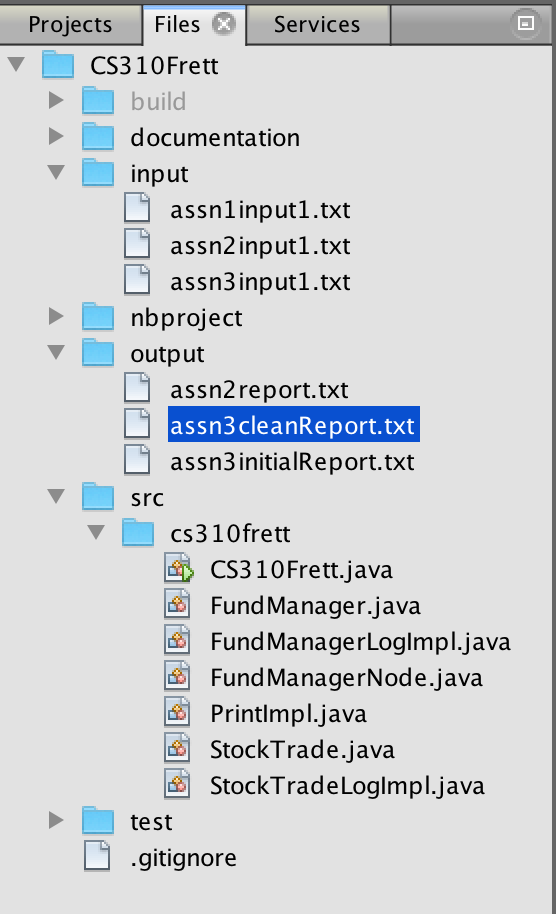 Projects Files Services
CS310Frett
build
documentation
input
assn1input1.txt
assn2input1.txt
assn3input1.txt
nbproject
output
assn2report.txt
assn3cleanReport.txt
assn3initialReport.txt
src
cs310frett
CS310Frett.java
FundManager.java
FundManagerLogImpl.java
FundManagerNode.java
PrintImpl.java
StockTrade.java
StockTradeLogImpl.java
test
.gitignore